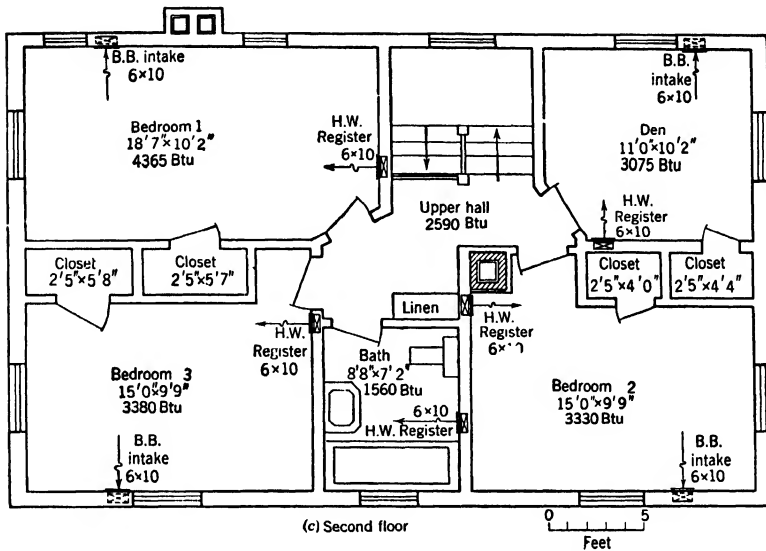 B.B. intake
6×10
Bedroom 1
18'7"×10'2"
4365 Btu
H.W.
Register
6×10
B.B.
intake
6×10
Den
11'0"×10'2"
3075 Btu
H.W.
Register
6×10
Upper hall
2590 Btu
Closet
2'5"×5'8"
Closet
2'5"×5'7"
Closet
2'5"×4'0"
Closet
2'5"×4'4"
Linen
H.W.
Register
6×10
H.W.
Register
Bath
8'8"×7'2"
1560 Btu
6×10
H.W. Register
Bedroom 3
15'0"×9'9"
3380 Btu
Bedroom 2
15'0"×9'9"
3330 Btu
B.B.
intake
6×10
B.B.
intake
6×10
(c) Second floor
0 5
Feet